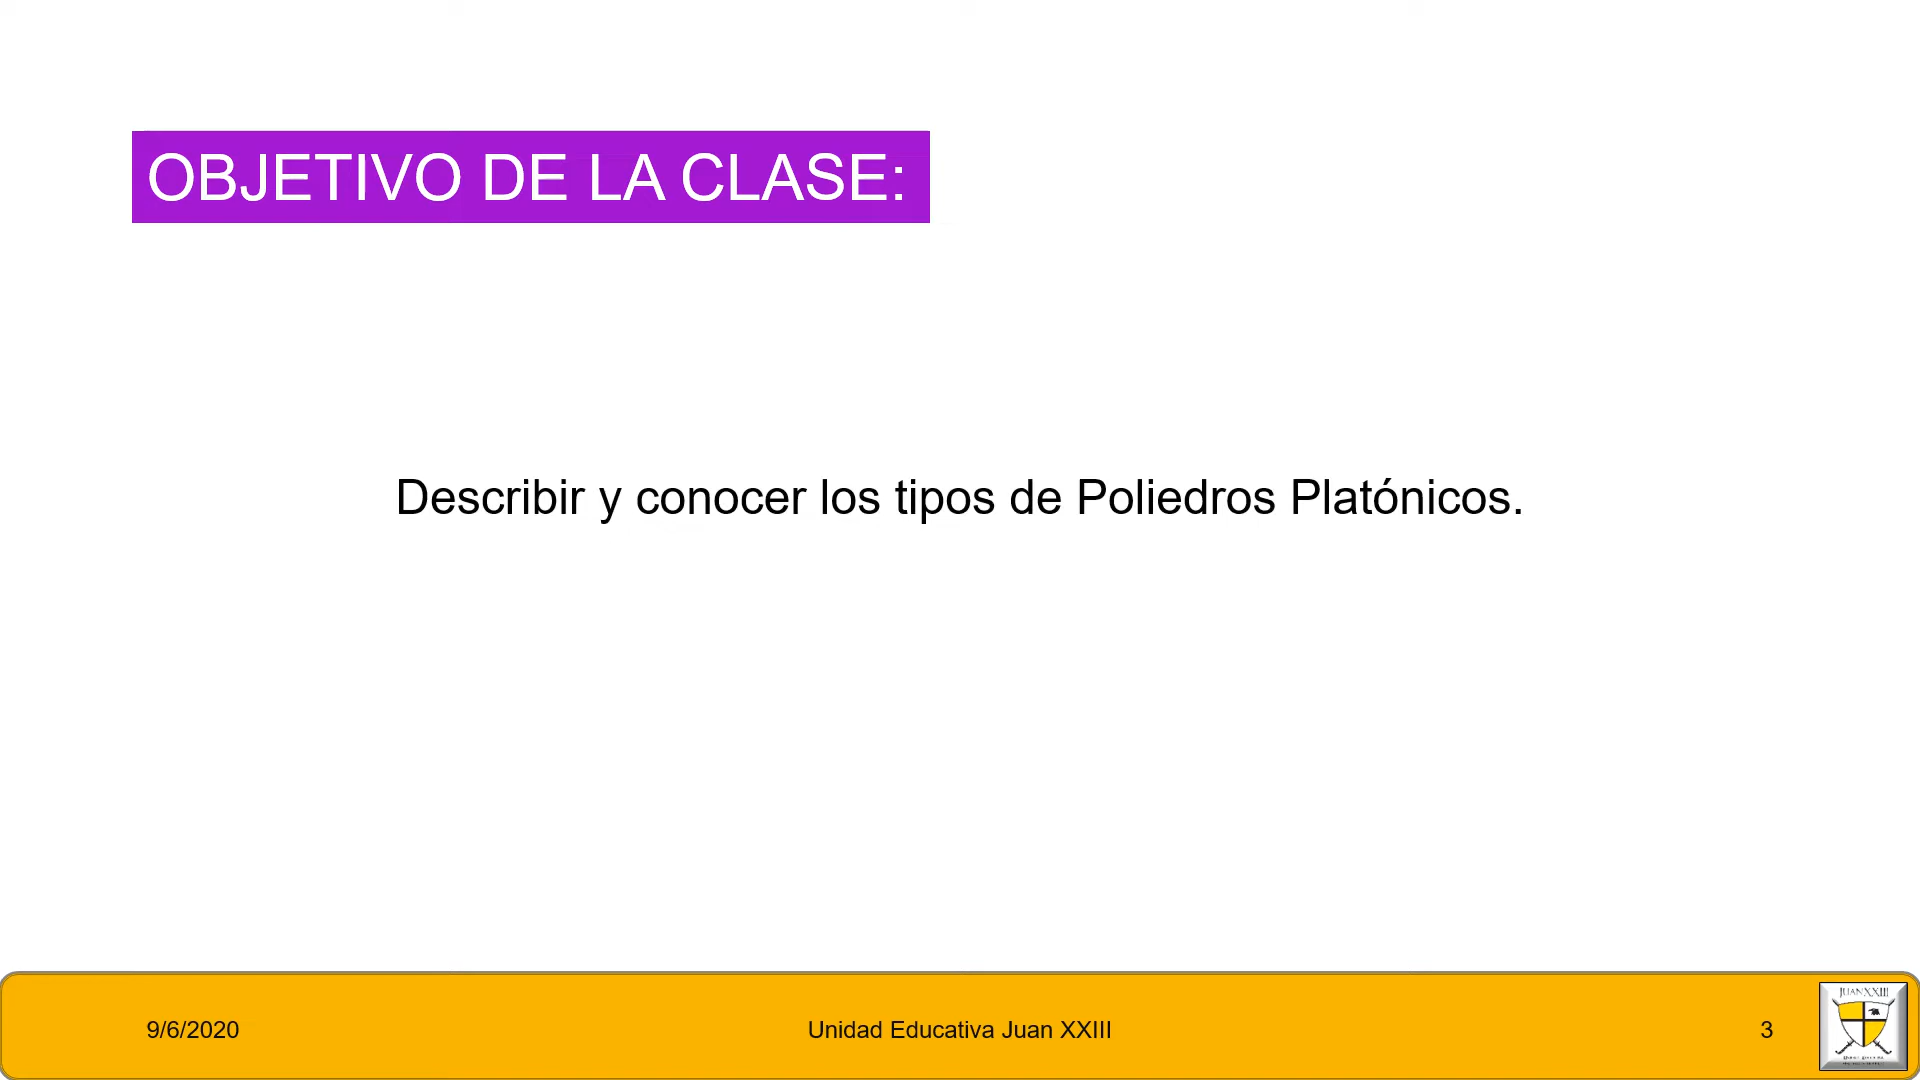 OBJETIVO DE LA CLASE:
Describir y conocer los tipos de Poliedros Platónicos.
9/6/2020
Unidad Educativa Juan XXIII
3
JUAN XXIII